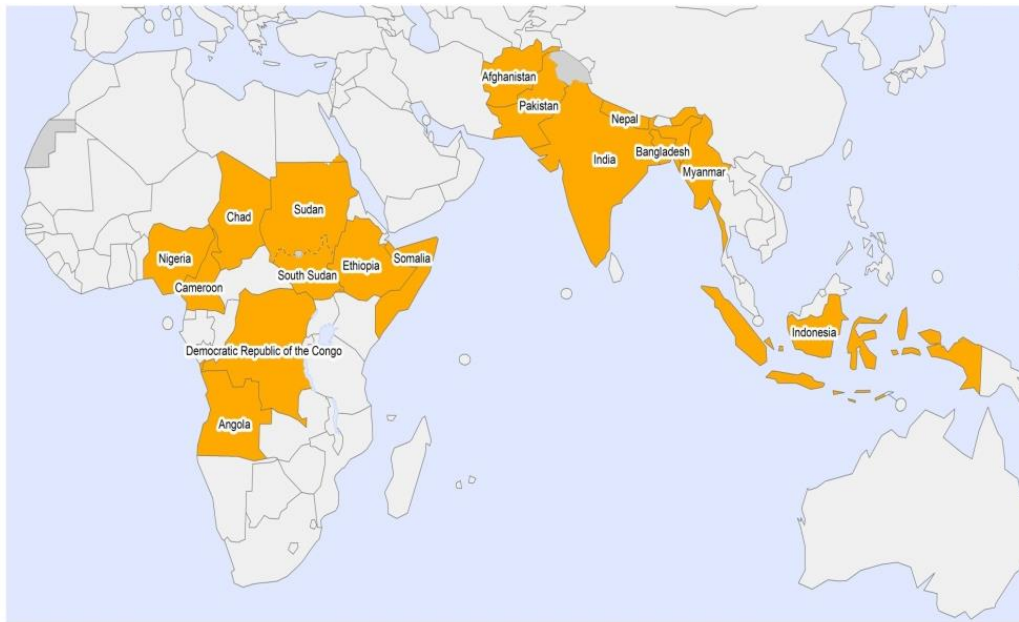 Afghanistan
Pakistan
Nepal
Bangladesh
India
Myanmar
Chad
Sudan
Nigeria
Ethiopia
Somalia
South Sudan
Cameroon
Indonesia
Democratic Republic of the Congo
Angola